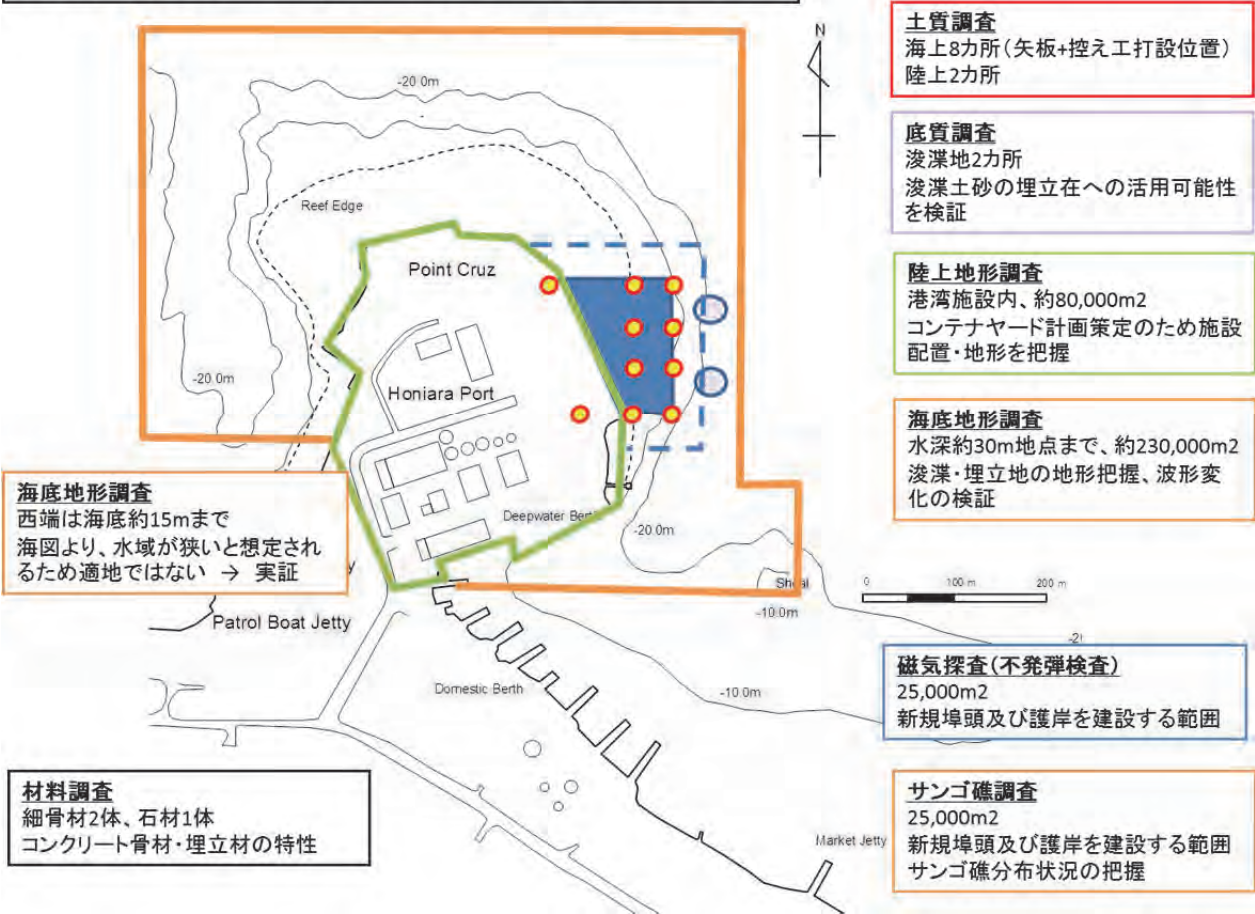 土質調査
海上8カ所(矢板+控え工打設位置)
陸上2カ所
底質調査
浚渫地2カ所
浚渫土砂の埋立在への活用可能性
を検証
陸上地形調査
港湾施設内、約80,000m2
コンテナヤード計画策定のため施設
配置・地形を把握
海底地形調査
水深約30m地点まで、約230,000m2
浚渫・埋立地の地形把握、波形変
化の検証
N
-20.0m
Reef Edge
Point Cruz
-20.0m
Honiara Port
海底地形調査
西端は海底約15mまで
海図より、水域が狭いと想定され
るため適地ではない → 実証
Deepwater Bert
-20.0m
Shoal
0 100 m 200 m
-10.0m
Patrol Boat Jetty
Domestic Berth
-10.0m
磁気探査(不発弾検査)
25,000m2
新規埠頭及び護岸を建設する範囲
材料調査
細骨材2体、石材1体
コンクリート骨材・埋立材の特性
サンゴ礁調査
25,000m2
新規埠頭及び護岸を建設する範囲
サンゴ礁分布状況の把握
Market Jetty